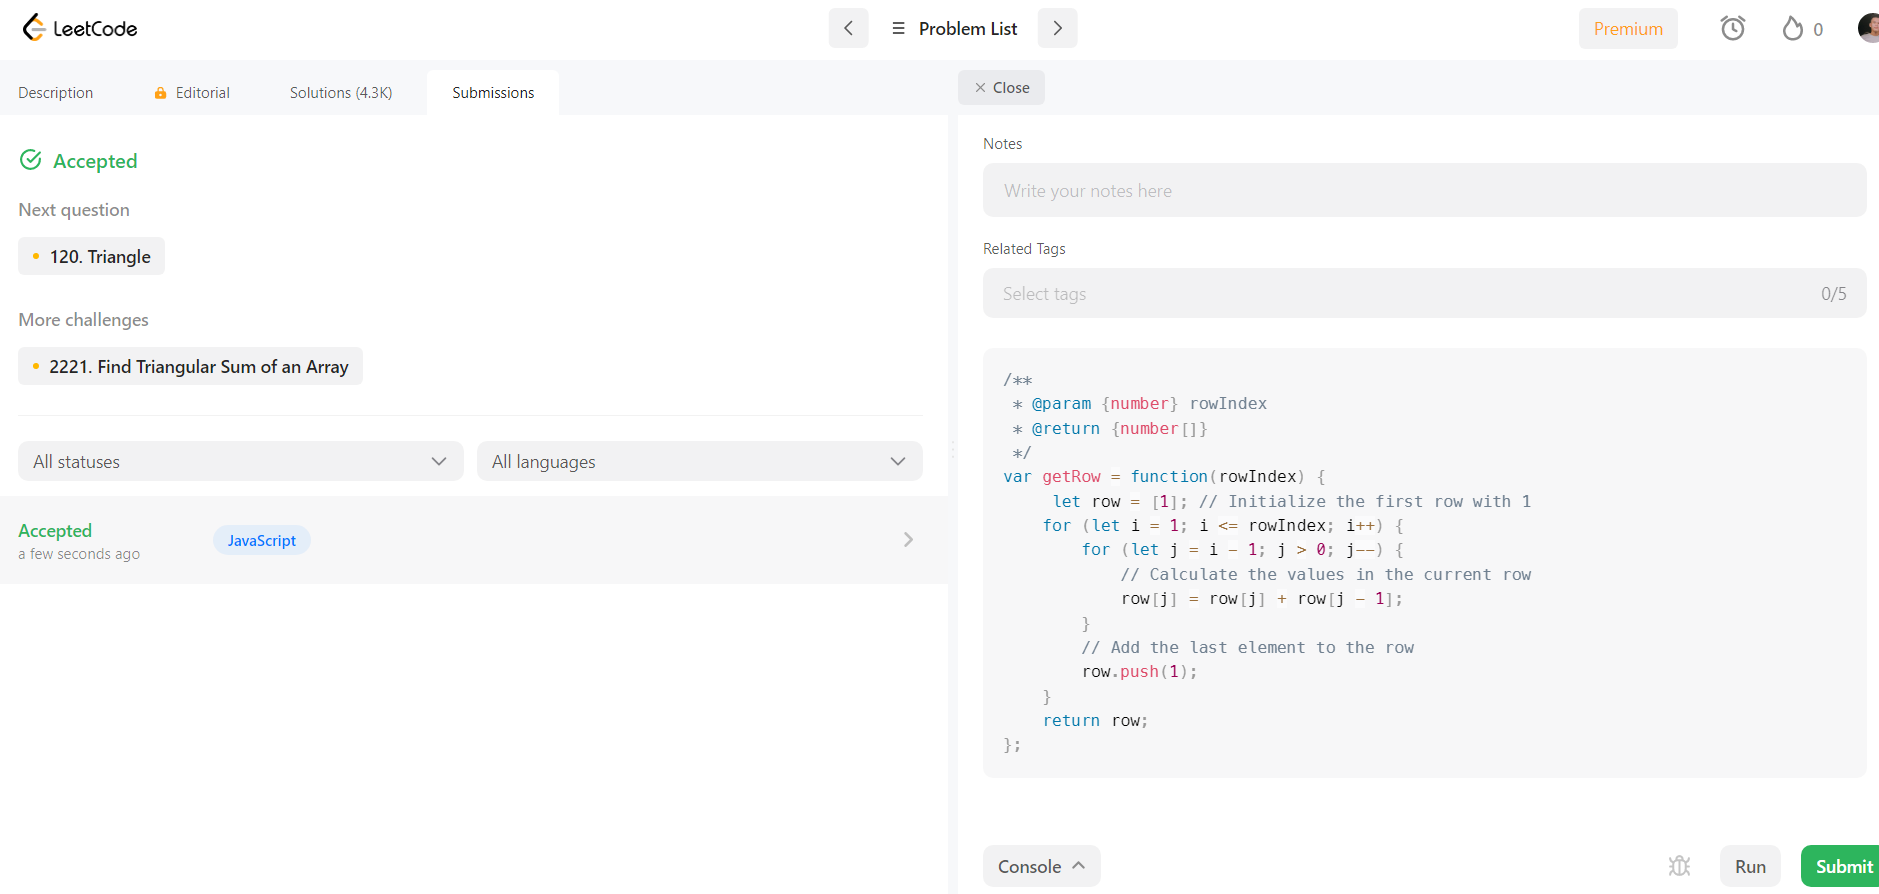 LeetCode
Problem List
Premium
0
Description
Editorial
Solutions (4.3K)
Submissions
Close
Accepted
Next question
120. Triangle
More challenges
2221. Find Triangular Sum of an Array
All statuses
All languages
Accepted
a few seconds ago
JavaScript
Notes
Write your notes here
Related Tags
Select tags
0/5
/**
 * @param {number} rowIndex
 * @return {number[]}
 */
var getRow = function(rowIndex) {
     let row = [1]; // Initialize the first row with 1
    for (let i = 1; i <= rowIndex; i++) {
        for (let j = i - 1; j > 0; j--) {
            // Calculate the values in the current row
            row[j] = row[j] + row[j - 1];
        }
        // Add the last element to the row
        row.push(1);
    }
    return row;
};
Console
Run
Submit